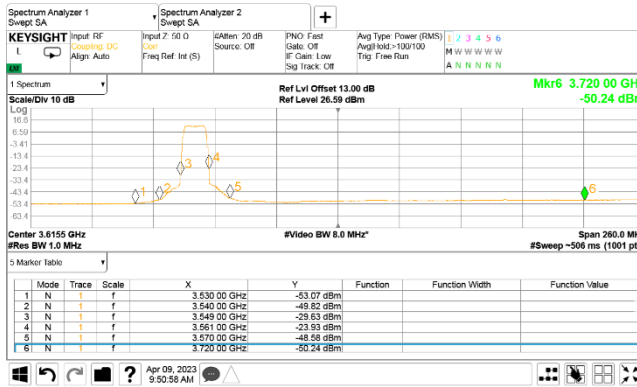 Spectrum Analyzer 1
Swept SA
Spectrum Analyzer 2
Swept SA
+
KEYSIGHT
L
Input: RF
Coupling: DC
Align: Auto
Input Z: 50 Ω
Corr
Freq Ref: Int (S)
#Atten: 20 dB
Source: Off
PNO: Fast
Gate: Off
IF Gain: Low
Sig Track: Off
Avg Type: Power (RMS)
Avg|Hold:>100/100
Trig: Free Run
1 2 3 4 5 6
M W W W W W
A N N N N N
1 Spectrum
Scale/Div 10 dB
Log
Ref Lvl Offset 13.00 dB
Ref Level 26.59 dBm
Mkr6 3.720 00 GH
-50.24 dB
16.6
6.59
-3.41
-13.4
-23.4
-33.4
-43.4
-53.4
-63.4
1
2
3
4
5
6
Center 3.6155 GHz
#Res BW 1.0 MHz
#Video BW 8.0 MHz*
Span 260.0 M
#Sweep ~506 ms (1001 pt
5 Marker Table
Mode Trace Scale X Y Function Function Width Function Value
1 N 1 f 3.530 00 GHz -53.07 dBm
2 N 1 f 3.540 00 GHz -49.82 dBm
3 N 1 f 3.549 00 GHz -29.63 dBm
4 N 1 f 3.561 00 GHz -23.93 dBm
5 N 1 f 3.570 00 GHz -48.58 dBm
6 N 1 f 3.720 00 GHz -50.24 dBm
?
Apr 09, 2023
9:50:58 AM